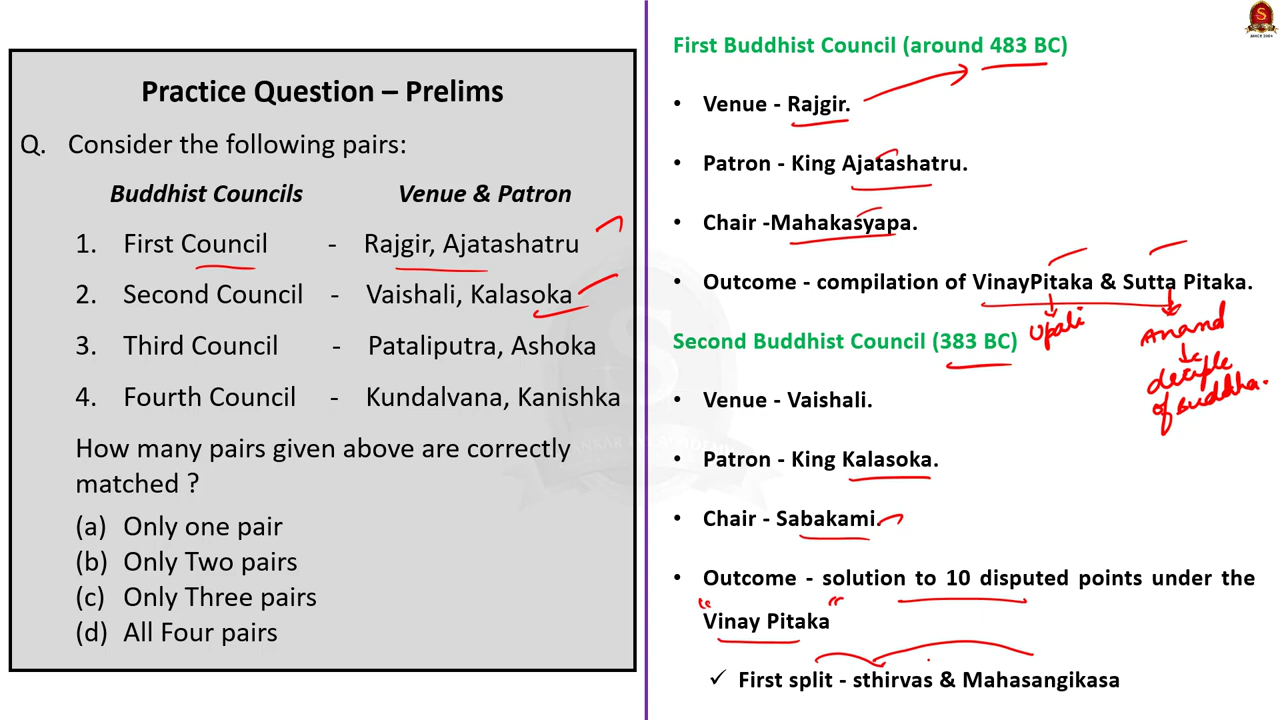 Practice Question – Prelims
Q. Consider the following pairs:
Buddhist Councils Venue & Patron
1. First Council - Rajgir, Ajatashatru
2. Second Council - Vaishali, Kalasoka
3. Third Council - Pataliputra, Ashoka
4. Fourth Council - Kundalvana, Kanishka
How many pairs given above are correctly
matched ?
(a) Only one pair
(b) Only Two pairs
(c) Only Three pairs
(d) All Four pairs
First Buddhist Council (around 483 BC)
• Venue - Rajgir.
• Patron - King Ajatashatru.
• Chair -Mahakasyapa.
• Outcome - compilation of VinayPitaka & Sutta Pitaka.
Upali
Anand
deciple
of Buddha.
Second Buddhist Council (383 BC)
• Venue - Vaishali.
• Patron - King Kalasoka.
• Chair - Sabakami.
• Outcome - solution to 10 disputed points under the
"Vinay Pitaka"
✓ First split - sthirvas & Mahasangikasa
S
SINCE 2004